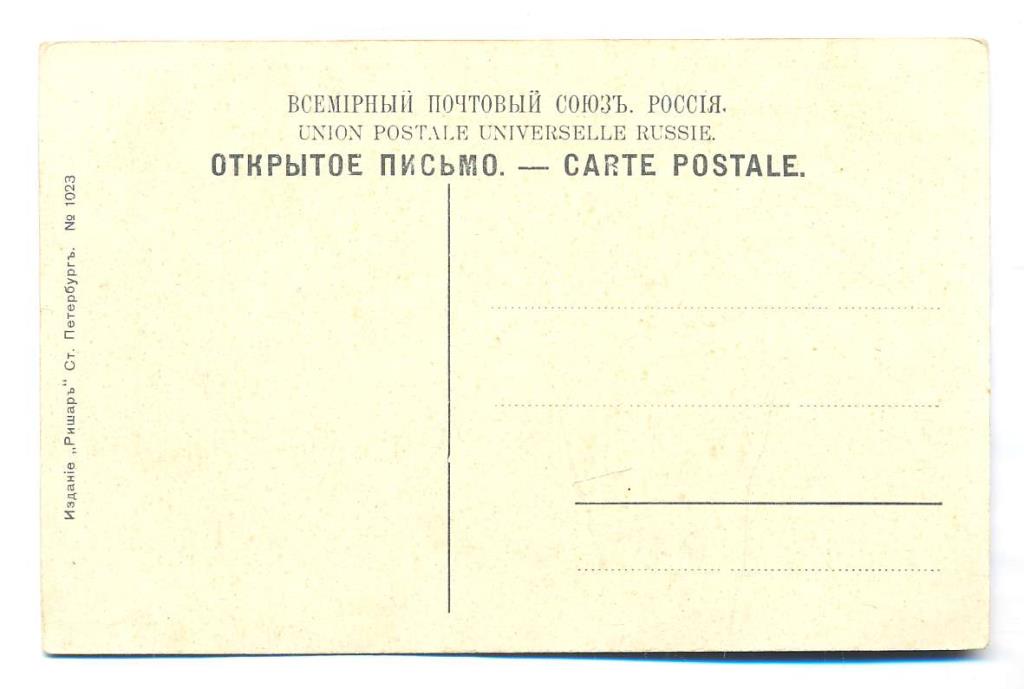 ВСЕМІРНЫЙ ПОЧТОВЫЙ СОЮЗЪ. РОССІЯ.
UNION POSTALE UNIVERSELLE RUSSIE.
ОТКРЫТОЕ ПИСЬМО. — CARTE POSTALE.
Изданіе „Ришаръ" Ст. Петербургъ. № 1023